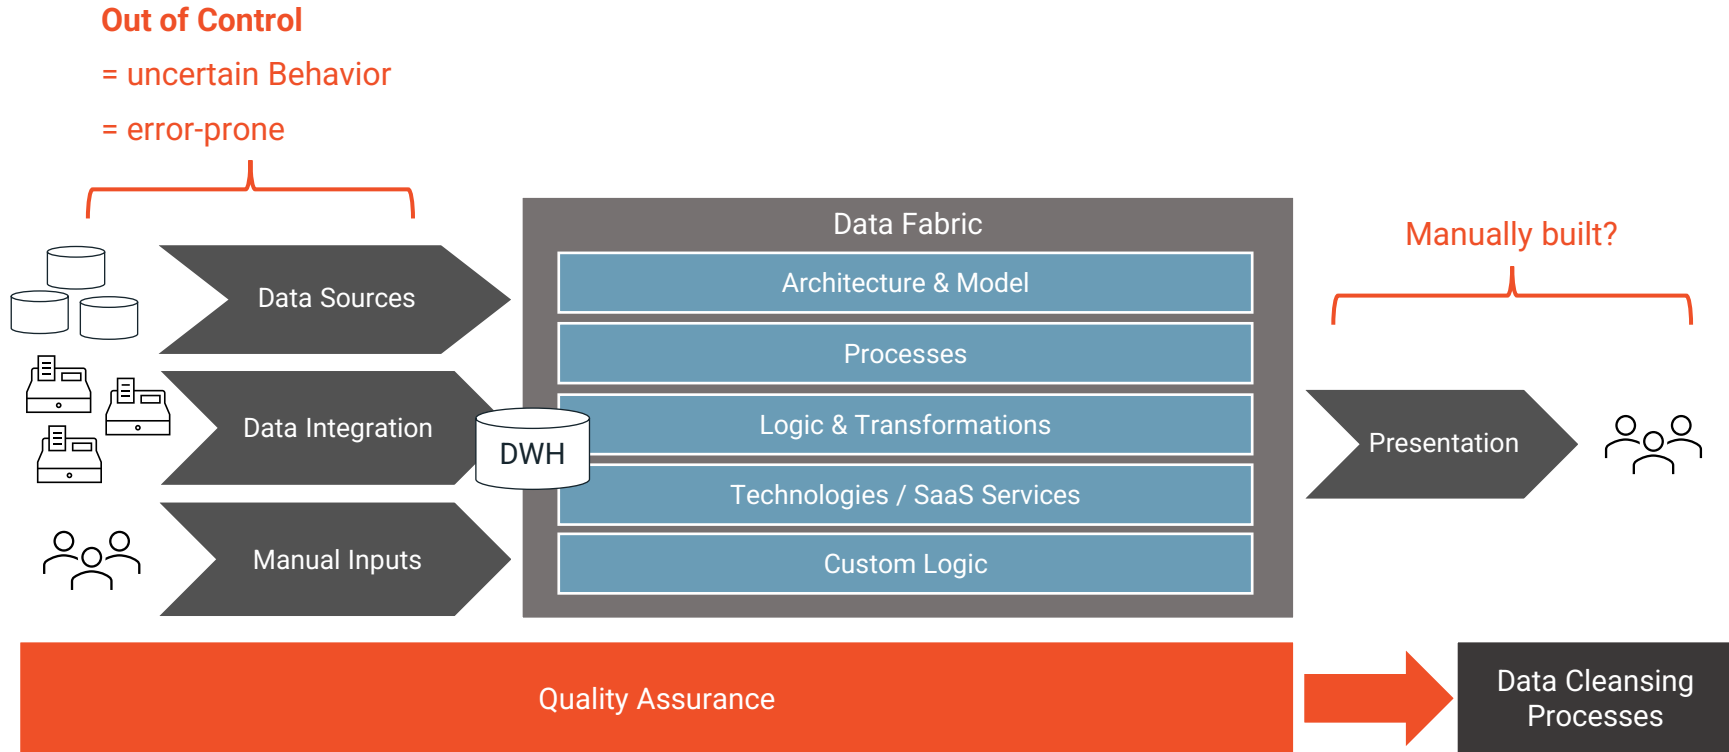 Out of Control
= uncertain Behavior
= error-prone
Data Fabric
Manually built?
Architecture & Model
Data Sources
Processes
Logic & Transformations
Data Integration
DWH
Presentation
Technologies / SaaS Services
Manual Inputs
Custom Logic
Quality Assurance
Data Cleansing
Processes